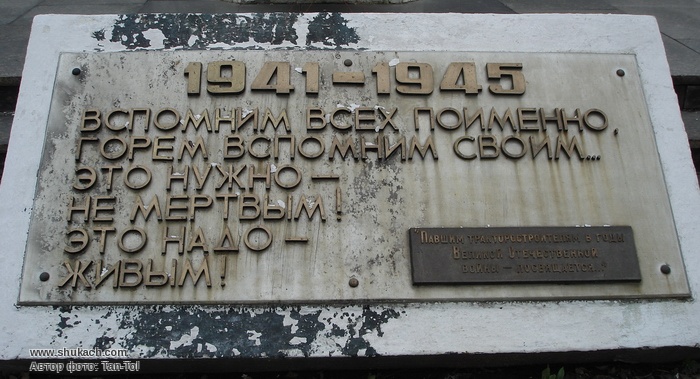 1941-1945
ВСПОМНИМ ВСЕХ ПОИМЕННО,
ГОРЕМ ВСПОМНИМ СВОИМ...
ЭТО НУЖНО —
НЕ МЕРТВЫМ!
ЭТО НАДО —
ЖИВЫМ!
"Павшим тракторостроителям в годы
Великой Отечественной
войны — посвящается..."
www.shukach.com
Автор фото: Tan-Tol